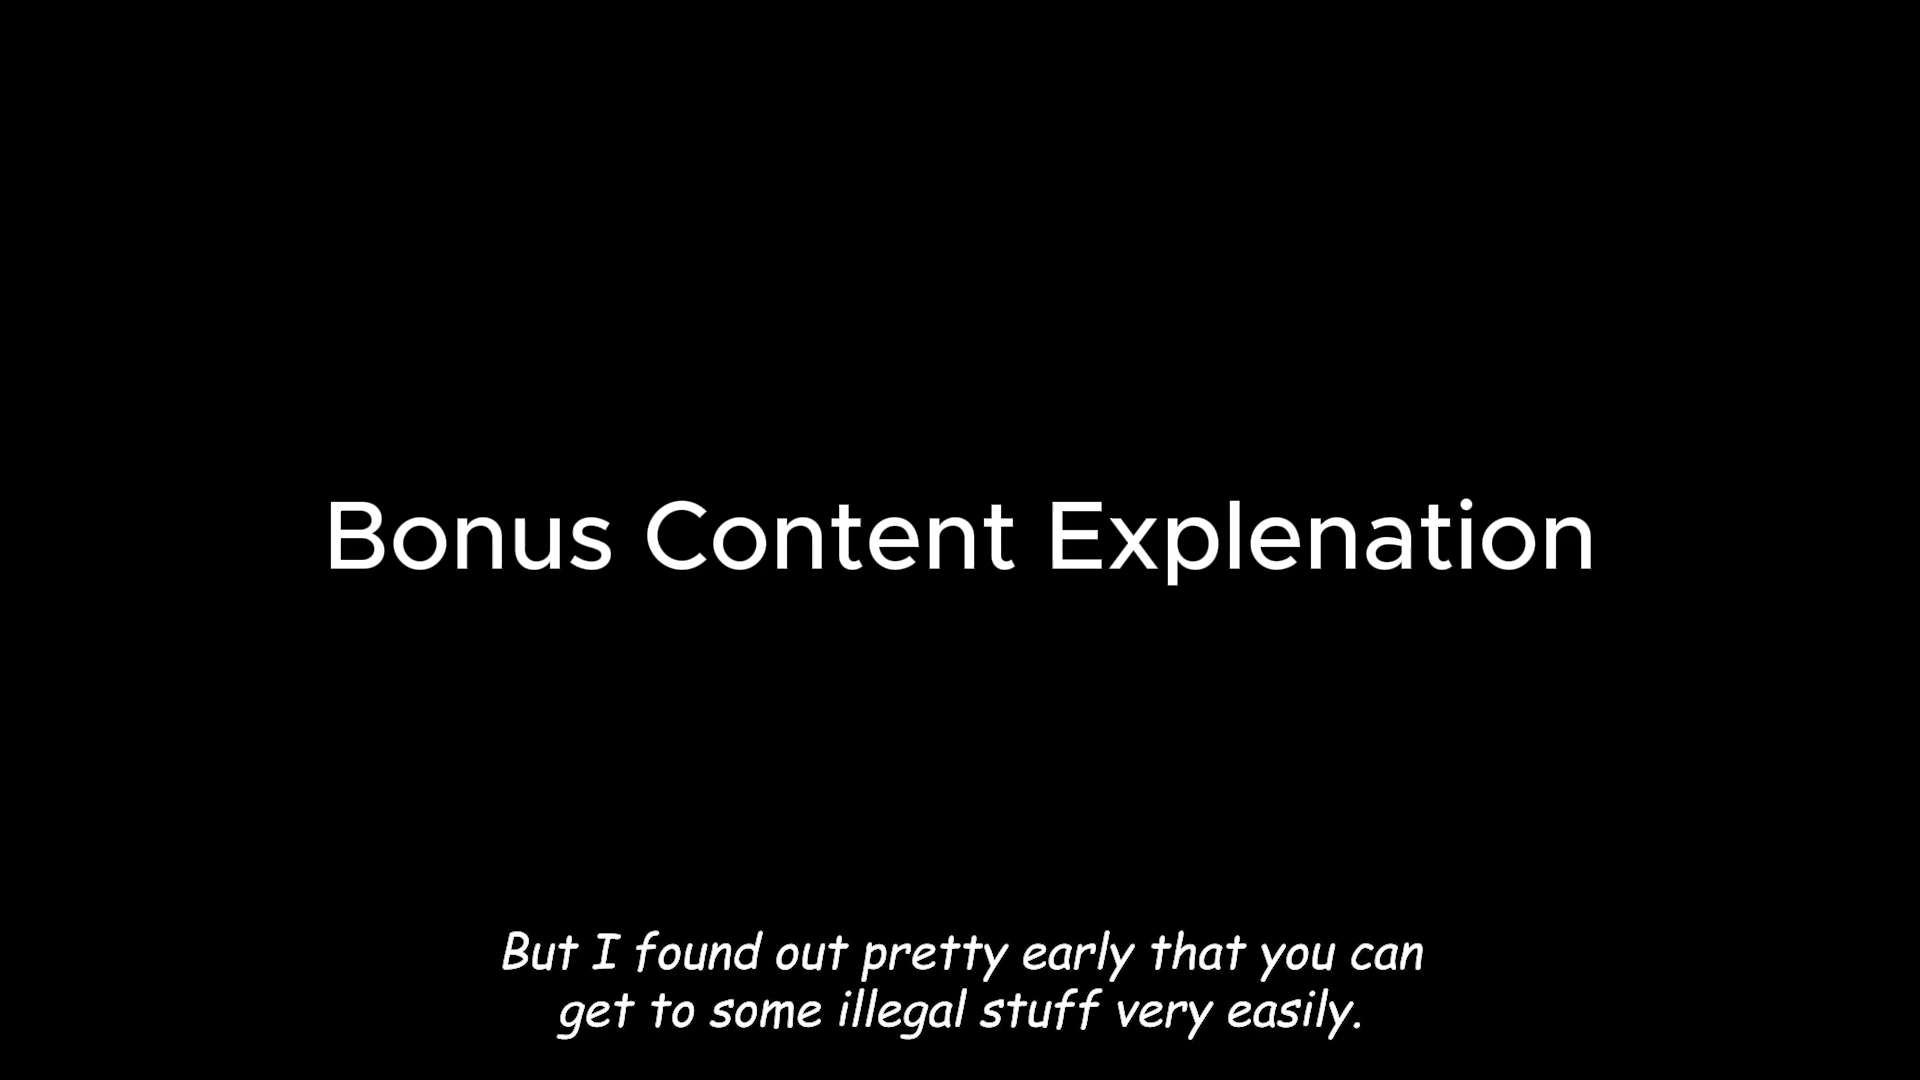 Bonus Content Explenation
But I found out pretty early that you can
get to some illegal stuff very easily.